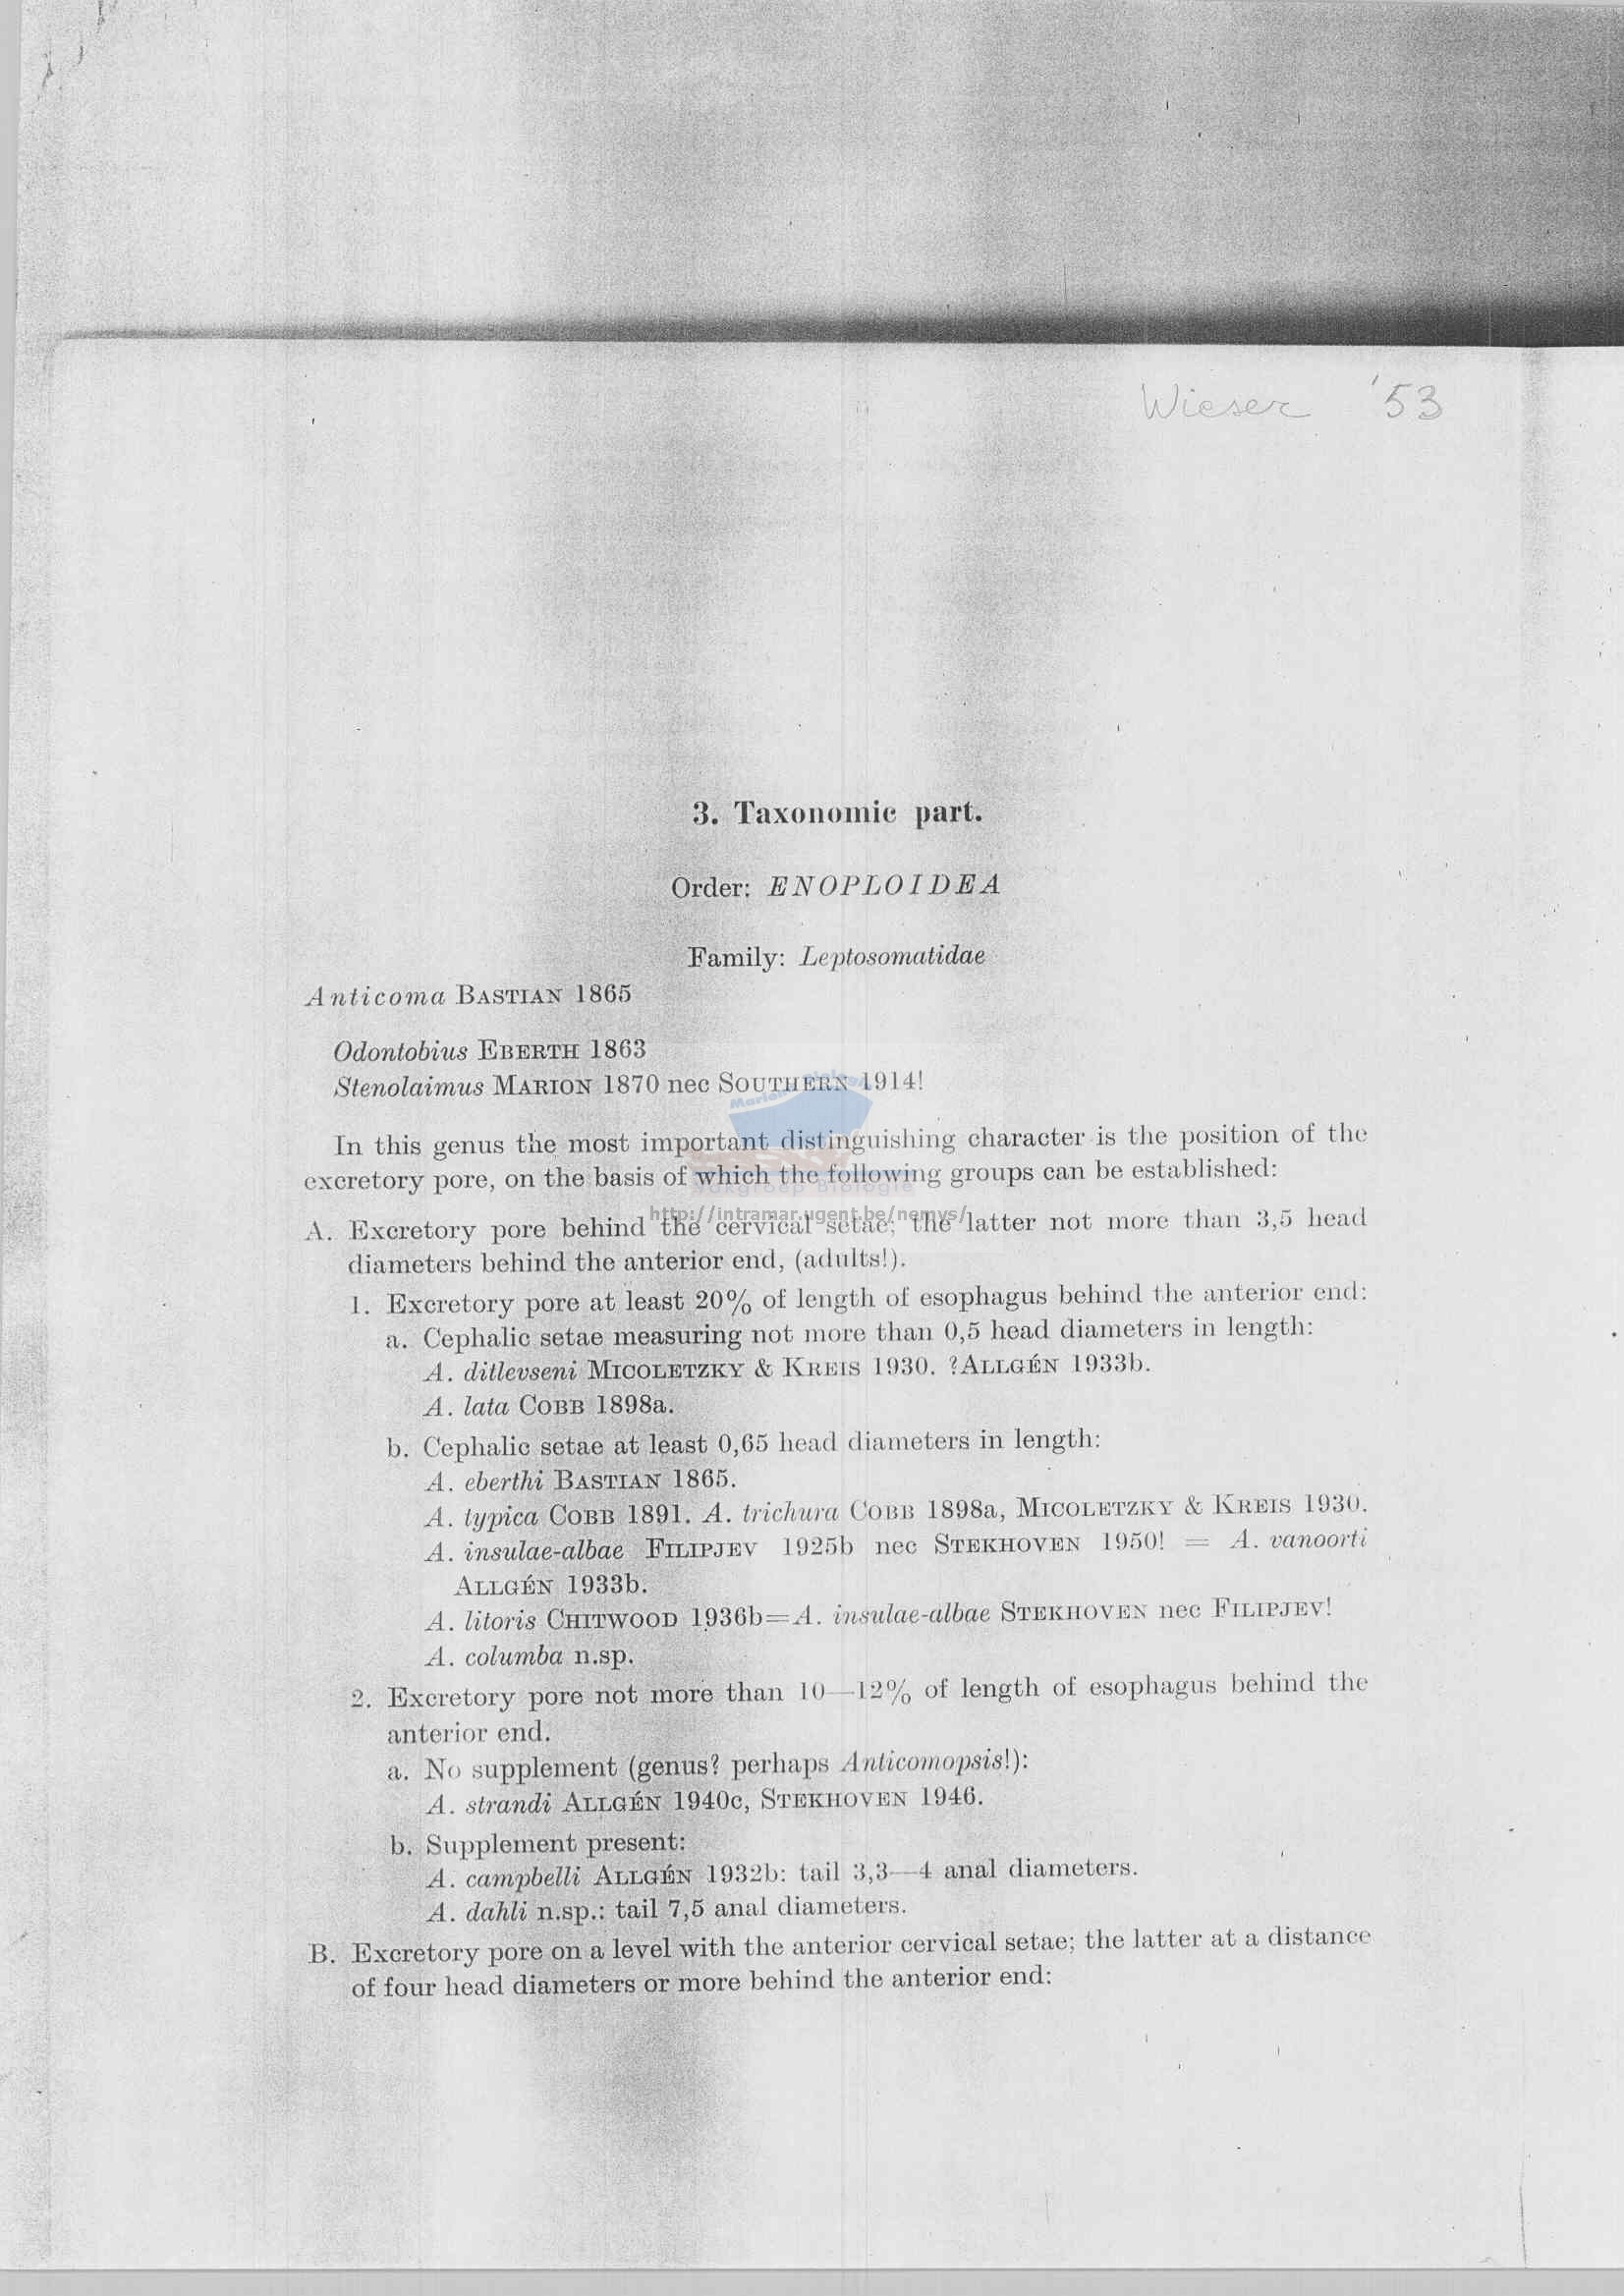 Wieser '53
3. Taxonomic part.
Order: ENOPLOIDEA
Family: Leptosomatidae
Anticoma BASTIAN 1865
Odontobius EBERTH 1863
Stenolaimus MARION 1870 nec SOUTHERN 1914!
In this genus the most important distinguishing character is the position of the
excretory pore, on the basis of which the following groups can be established:
http://intramar.ugent.be/nemys/
A. Excretory pore behind the cervical setae; the latter not more than 3,5 head
diameters behind the anterior end, (adults!).
1. Excretory pore at least 20% of length of esophagus behind the anterior end:
a. Cephalic setae measuring not more than 0,5 head diameters in length:
A. ditlevseni MICOLETZKY & KREIS 1930. ?ALLGÉN 1933b.
A. lata COBB 1898a.
b. Cephalic setae at least 0,65 head diameters in length:
A. eberthi BASTIAN 1865.
A. typica COBB 1891. A. trichura COBB 1898a, MICOLETZKY & KREIS 1930.
A. insulae-albae FILIPJEV 1925b nec STEKHOVEN 1950! = A. vanoorti
ALLGÉN 1933b.
A. litoris CHITWOOD 1936b=A. insulae-albae STEKHOVEN nec FILIPJEV!
A. columba n.sp.
2. Excretory pore not more than 10—12% of length of esophagus behind the
anterior end.
a. No supplement (genus? perhaps Anticomopsis!):
A. strandi ALLGÉN 1940c, STEKHOVEN 1946.
b. Supplement present:
A. campbelli ALLGÉN 1932b: tail 3,3—4 anal diameters.
A. dahli n.sp.: tail 7,5 anal diameters.
B. Excretory pore on a level with the anterior cervical setae; the latter at a distance
of four head diameters or more behind the anterior end: